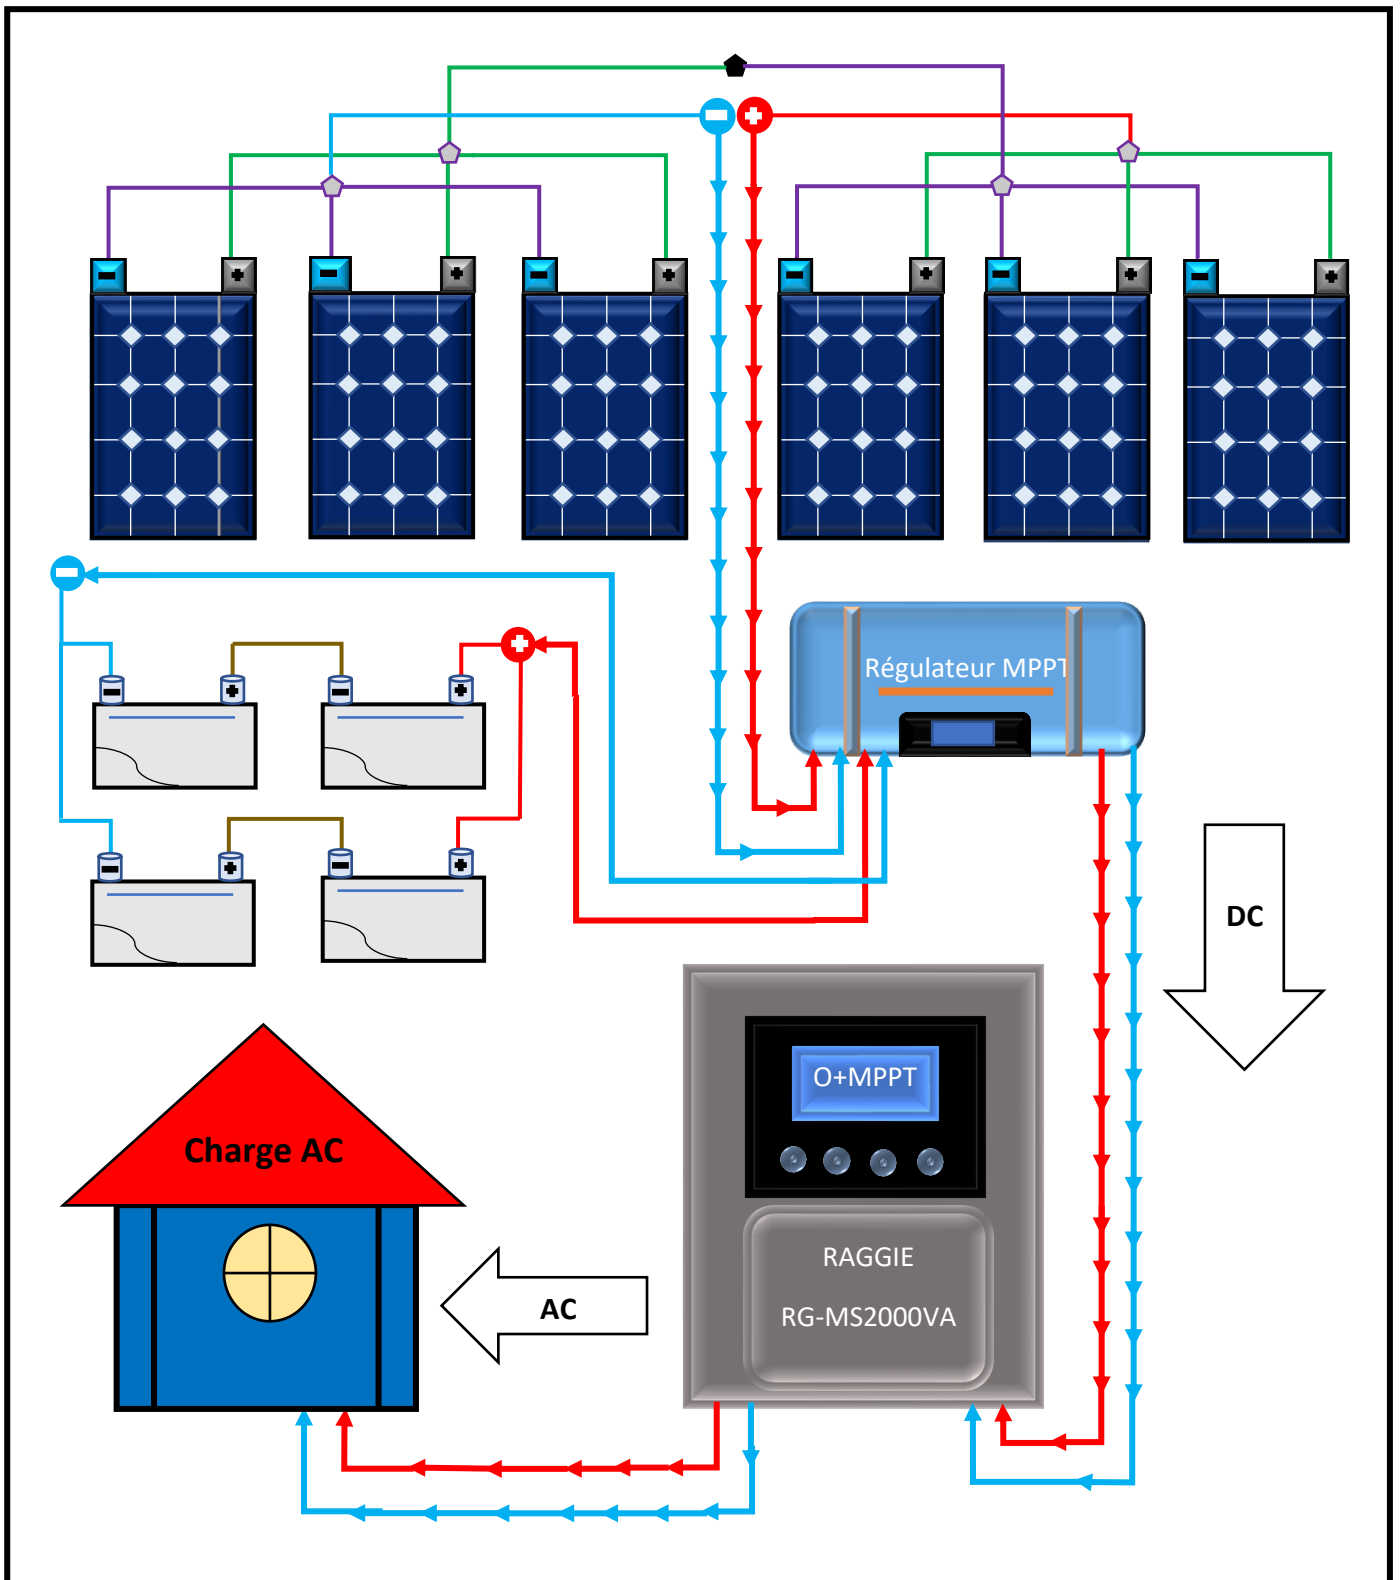 Régulateur MPPT
DC
O+MPPT
Charge AC
RAGGIE
AC
RG-MS2000VA